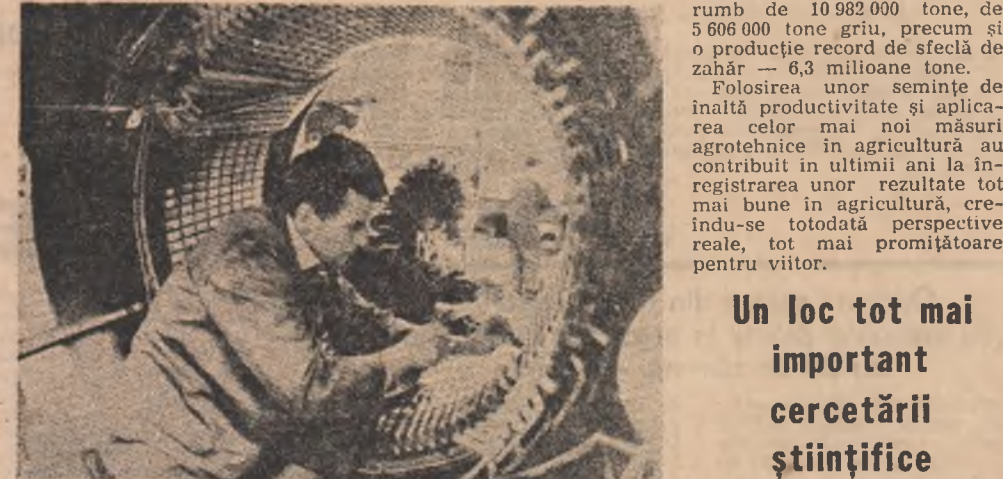 rumb de 10 982 000 tone, de
5 606 000 tone griu, precum și
o producție record de sfeclă de
zahăr — 6,3 milioane tone.
Folosirea unor semințe de
înaltă productivitate și aplica-
rea celor mai noi măsuri
agrotehnice în agricultură au
contribuit în ultimii ani la în-
registrarea unor rezultate tot
mai bune în agricultură, cre-
îndu-se totodată perspective
reale, tot mai promițătoare
pentru viitor.
Un loc tot mai
important
cercetării
științifice